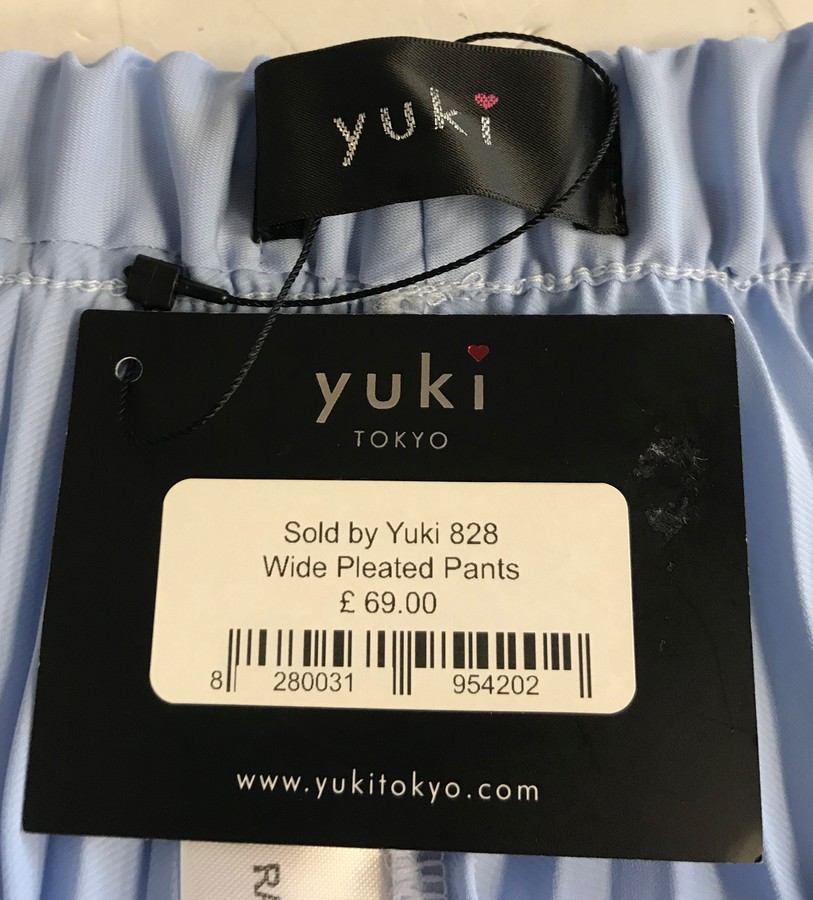 yuki
yuki
TOKYO
Sold by Yuki 828
Wide Pleated Pants
£ 69.00
8 280031 954202
www.yukitokyo.com